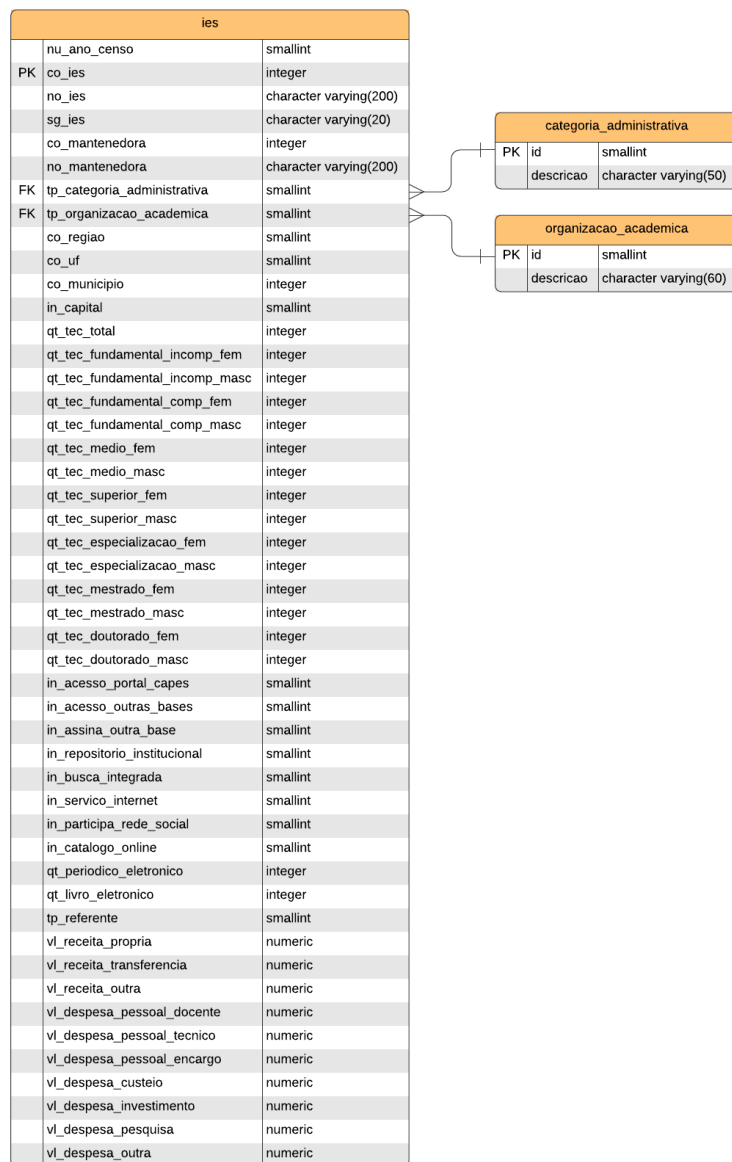 ies
nu_ano_censo smallint
PK co_ies integer
no_ies character varying(200)
sg_ies character varying(20)
co_mantenedora integer
no_mantenedora character varying(200)
FK tp_categoria_administrativa smallint
FK tp_organizacao_academica smallint
co_regiao smallint
co_uf smallint
co_municipio integer
in_capital smallint
qt_tec_total integer
qt_tec_fundamental_incomp_fem integer
qt_tec_fundamental_incomp_masc integer
qt_tec_fundamental_comp_fem integer
qt_tec_fundamental_comp_masc integer
qt_tec_medio_fem integer
qt_tec_medio_masc integer
qt_tec_superior_fem integer
qt_tec_superior_masc integer
qt_tec_especializacao_fem integer
qt_tec_especializacao_masc integer
qt_tec_mestrado_fem integer
qt_tec_mestrado_masc integer
qt_tec_doutorado_fem integer
qt_tec_doutorado_masc integer
in_acesso_portal_capes smallint
in_acesso_outras_bases smallint
in_assina_outra_base smallint
in_repositorio_institucional smallint
in_busca_integrada smallint
in_servico_internet smallint
in_participa_rede_social smallint
in_catalogo_online smallint
qt_periodico_eletronico integer
qt_livro_eletronico integer
tp_referente smallint
vl_receita_propria numeric
vl_receita_transferencia numeric
vl_receita_outra numeric
vl_despesa_pessoal_docente numeric
vl_despesa_pessoal_tecnico numeric
vl_despesa_pessoal_encargo numeric
vl_despesa_custeio numeric
vl_despesa_investimento numeric
vl_despesa_pesquisa numeric
vl_despesa_outra numeric
categoria_administrativa
PK id smallint
descricao character varying(50)
organizacao_academica
PK id smallint
descricao character varying(60)